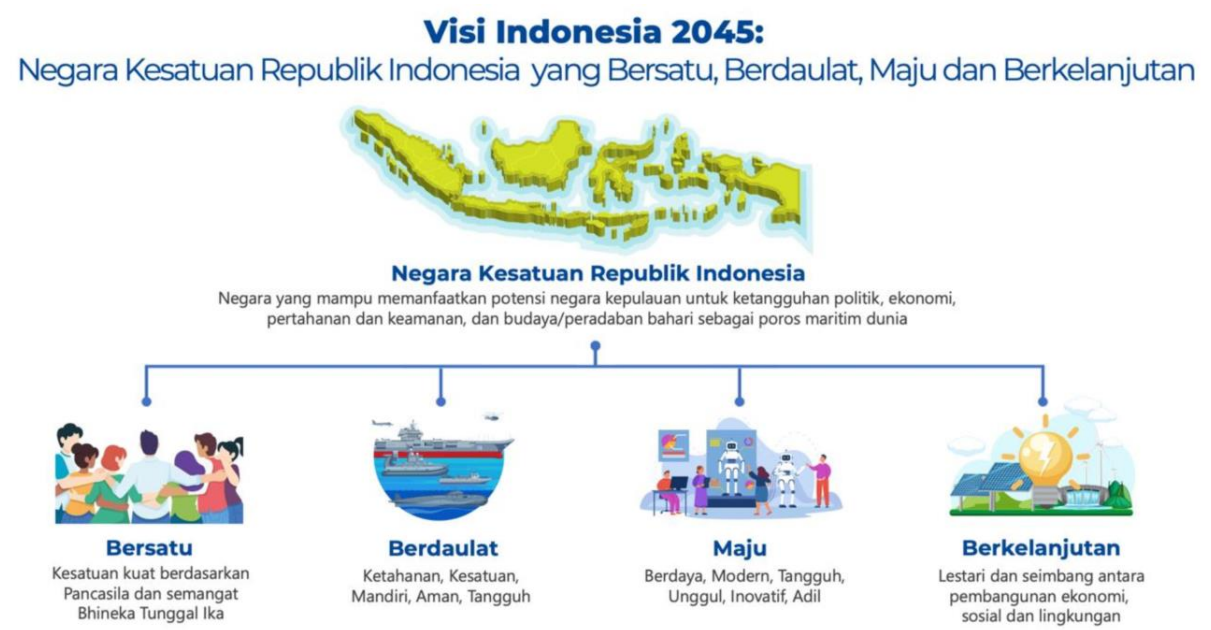 Visi Indonesia 2045:
Negara Kesatuan Republik Indonesia yang Bersatu, Berdaulat, Maju dan Berkelanjutan
Negara Kesatuan Republik Indonesia
Negara yang mampu memanfaatkan potensi negara kepulauan untuk ketangguhan politik, ekonomi,
pertahanan dan keamanan, dan budaya/peradaban bahari sebagai poros maritim dunia
Bersatu
Kesatuan kuat berdasarkan
Pancasila dan semangat
Bhineka Tunggal Ika
Berdaulat
Ketahanan, Kesatuan,
Mandiri, Aman, Tangguh
Maju
Berdaya, Modern, Tangguh,
Unggul, Inovatif, Adil
Berkelanjutan
Lestari dan seimbang antara
pembangunan ekonomi,
sosial dan lingkungan